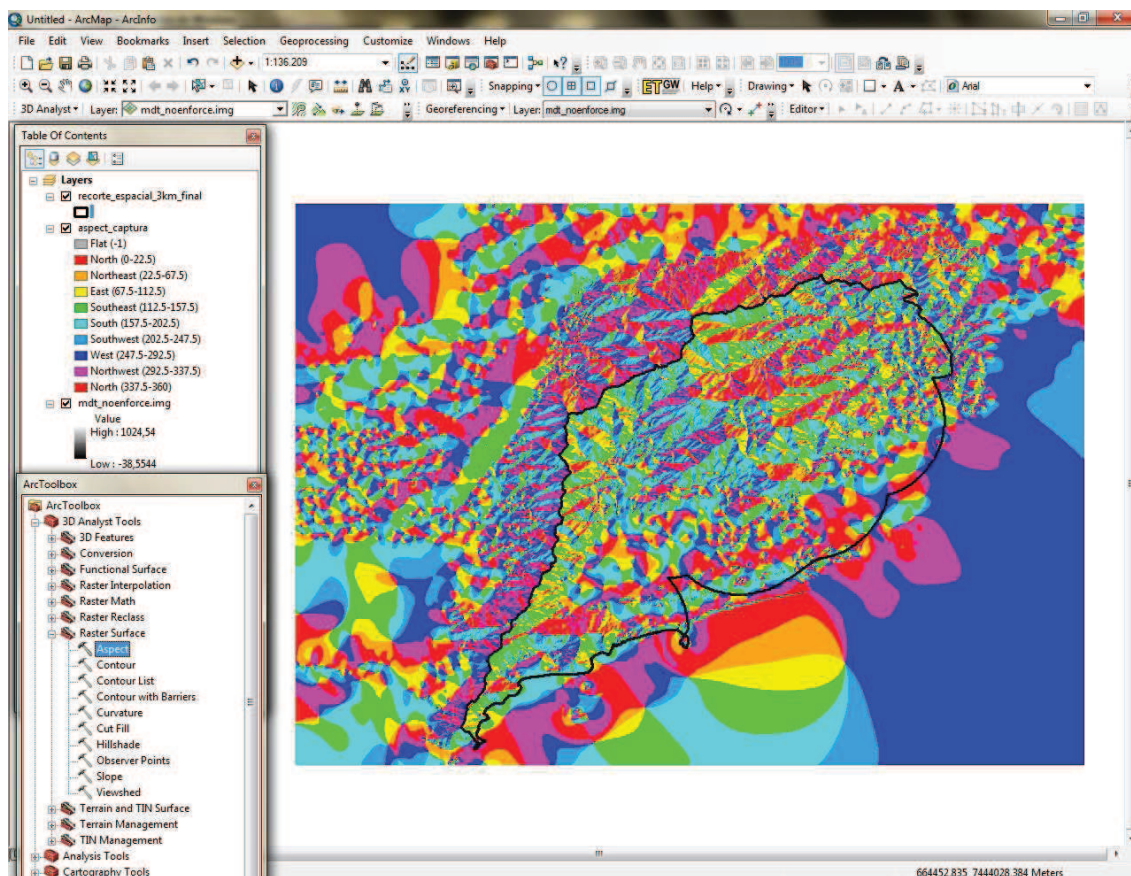 Untitled - ArcMap - ArcInfo
File Edit View Bookmarks Insert Selection Geoprocessing Customize Windows Help
1:136.209
Snapping ET GW Help Drawing A Arial
3D Analyst Layer: mdt_noenforce.img Georeferencing Layer: mdt_noenforce.img Editor
Table Of Contents
Layers
recorte_espacial_3km_final
aspect_captura
Flat (-1)
North (0-22.5)
Northeast (22.5-67.5)
East (67.5-112.5)
Southeast (112.5-157.5)
South (157.5-202.5)
Southwest (202.5-247.5)
West (247.5-292.5)
Northwest (292.5-337.5)
North (337.5-360)
mdt_noenforce.img
Value
High : 1024,54
Low : -38,5544
ArcToolbox
ArcToolbox
3D Analyst Tools
3D Features
Conversion
Functional Surface
Raster Interpolation
Raster Math
Raster Reclass
Raster Surface
Aspect
Contour
Contour List
Contour with Barriers
Curvature
Cut Fill
Hillshade
Observer Points
Slope
Viewshed
Terrain and TIN Surface
Terrain Management
TIN Management
Analysis Tools
Cartography Tools
664452,835 7444028,384 Meters